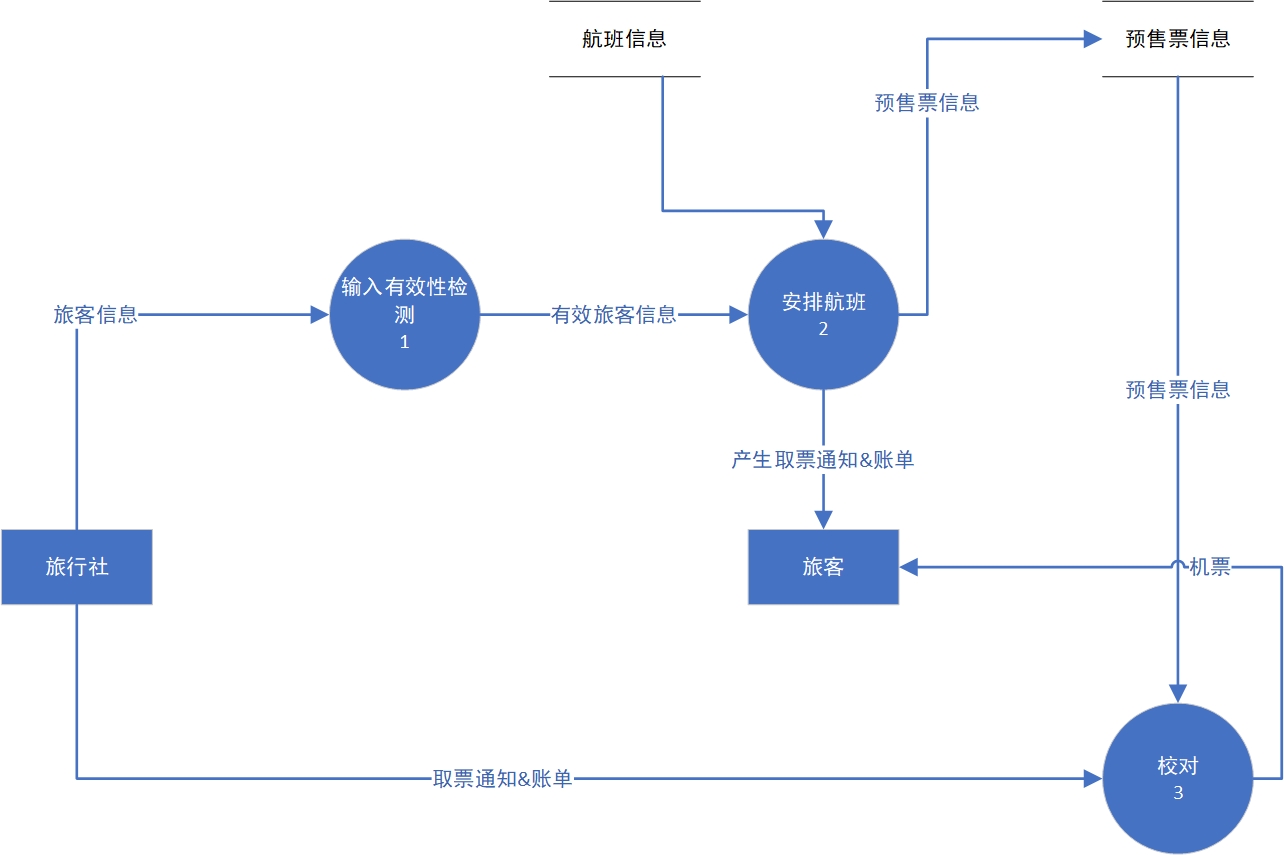 航班信息
预售票信息
预售票信息
输入有效性检
测
1
旅客信息
有效旅客信息
安排航班
2
预售票信息
产生取票通知&账单
旅行社
旅客
机票
取票通知&账单
校对
3